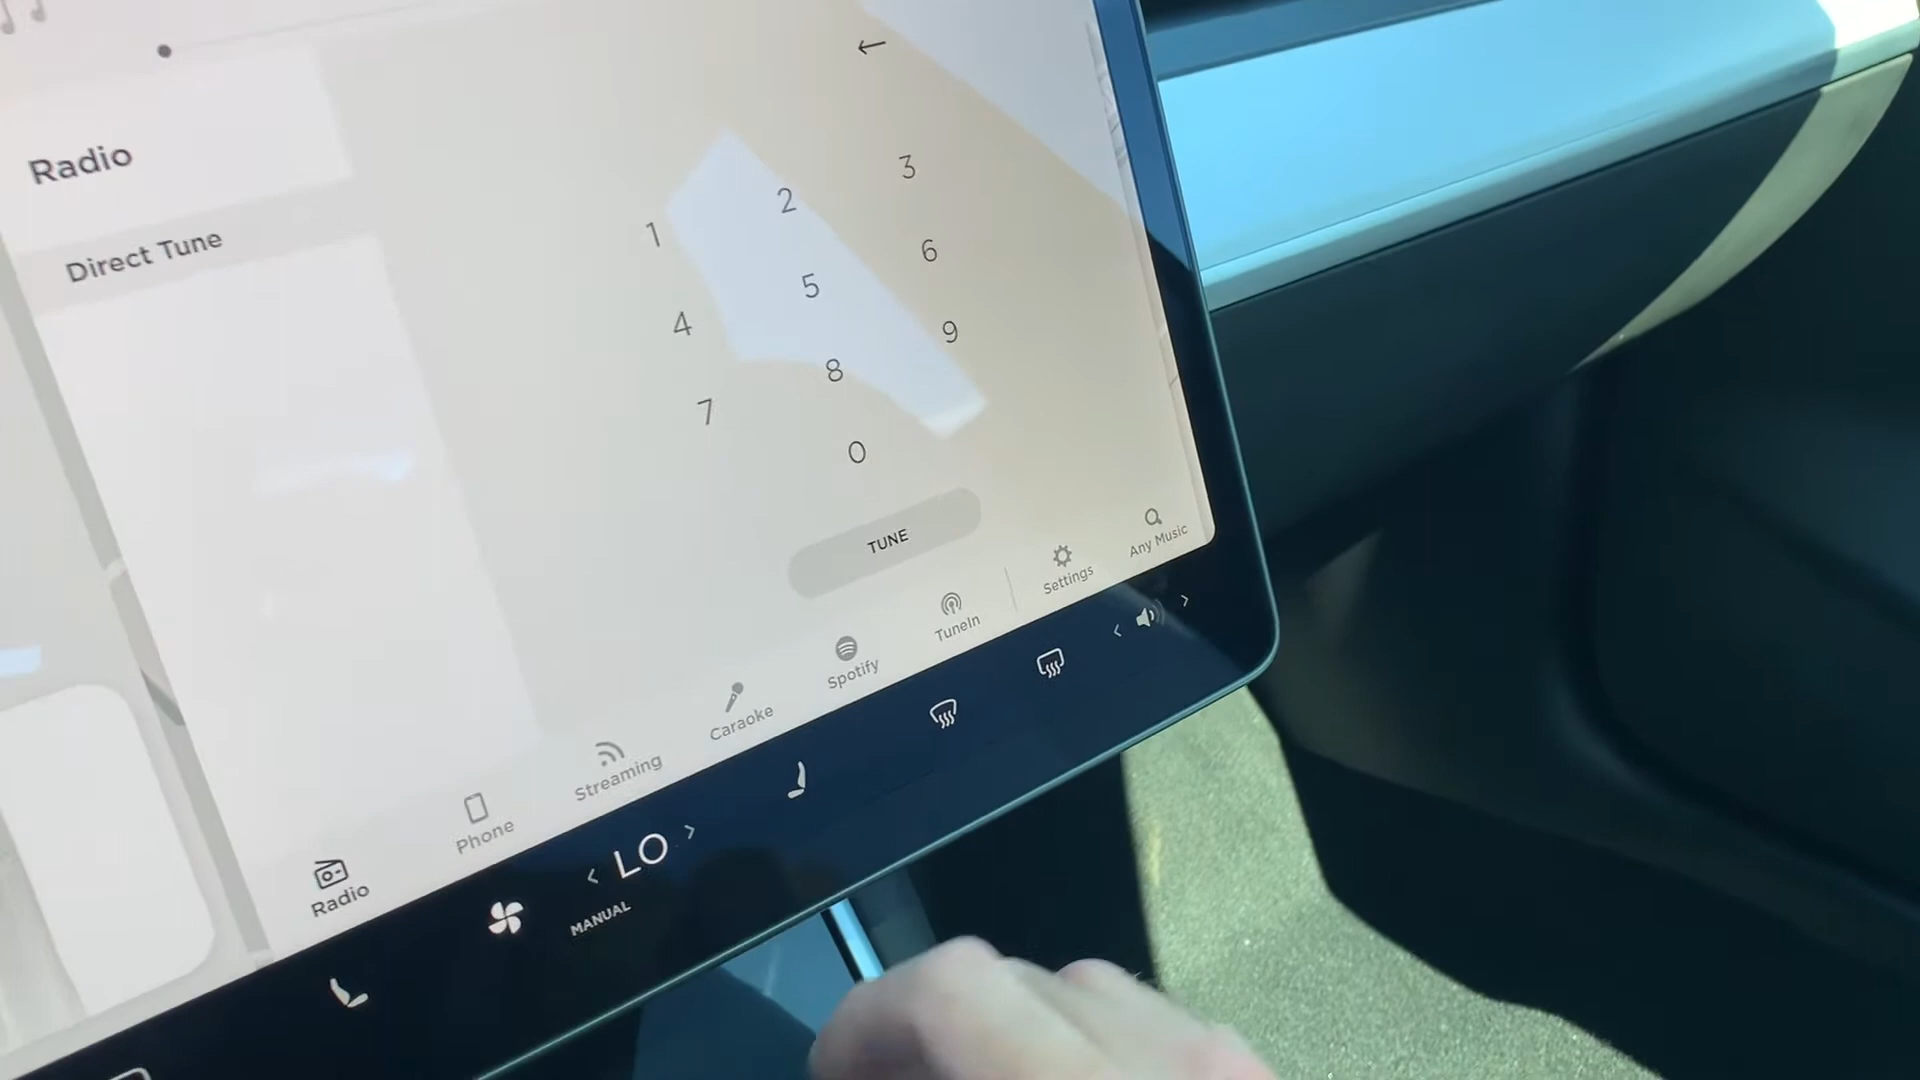 Radio
Direct Tune
←
1 2 3
4 5 6
7 8 9
0
TUNE
Radio
Phone
Streaming
Caraoke
Spotify
TuneIn
Settings
Any Music
< LO >
MANUAL
< >